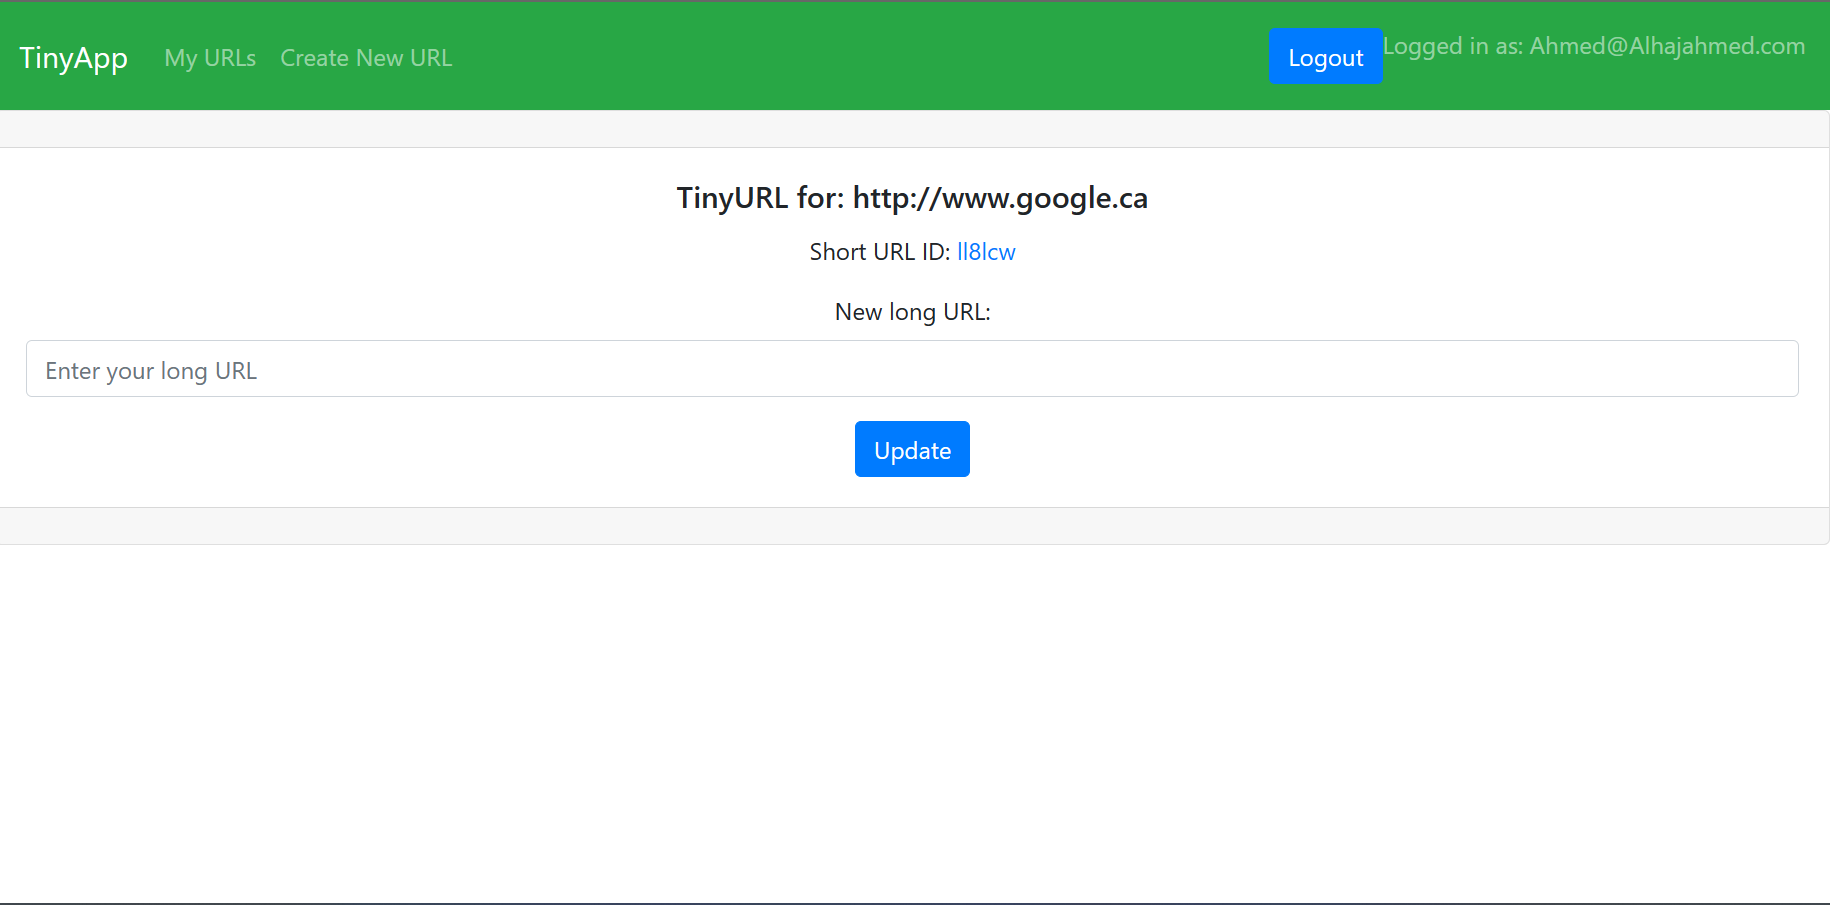 TinyApp My URLs Create New URL Logout Logged in as: Ahmed@Alhajahmed.com
TinyURL for: http://www.google.ca
Short URL ID: ll8lcw
New long URL:
Enter your long URL
Update